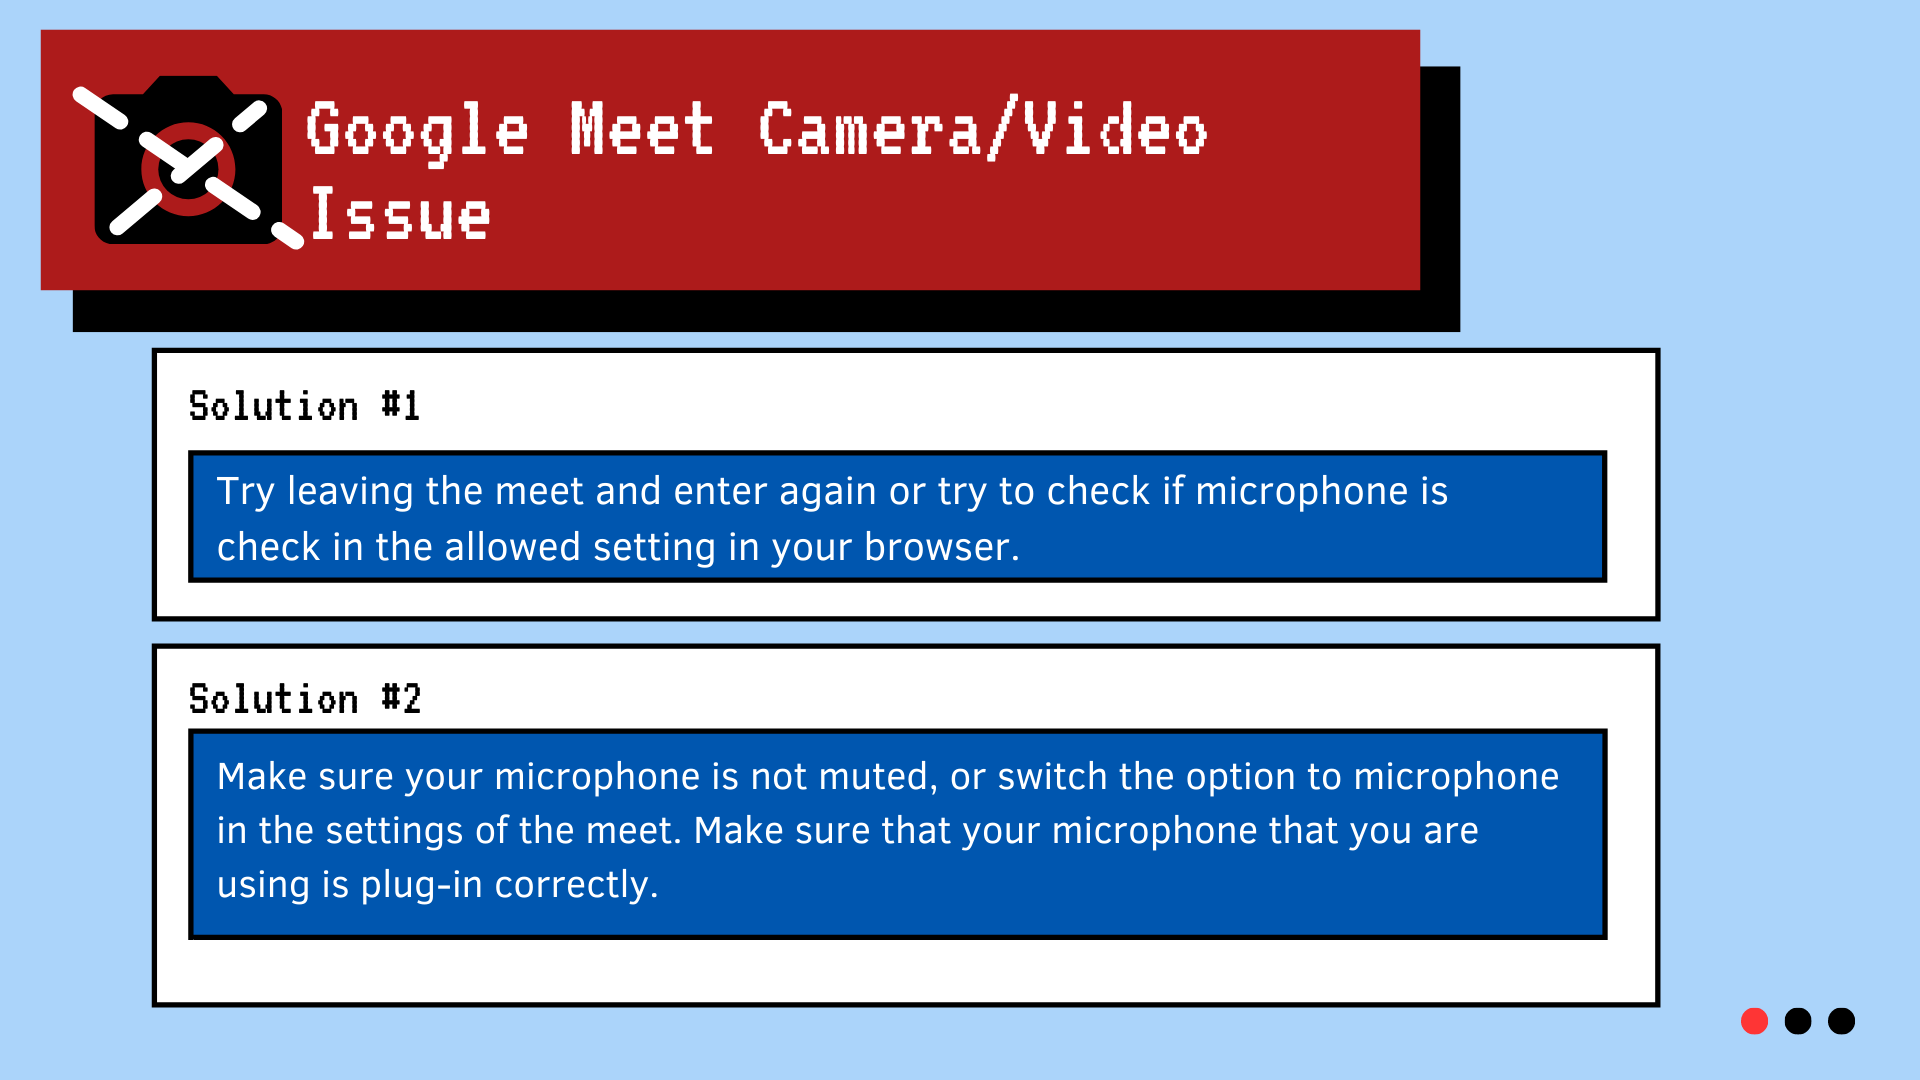 Google Meet Camera/Video
Issue
Solution #1
Try leaving the meet and enter again or try to check if microphone is
check in the allowed setting in your browser.
Solution #2
Make sure your microphone is not muted, or switch the option to microphone
in the settings of the meet. Make sure that your microphone that you are
using is plug-in correctly.